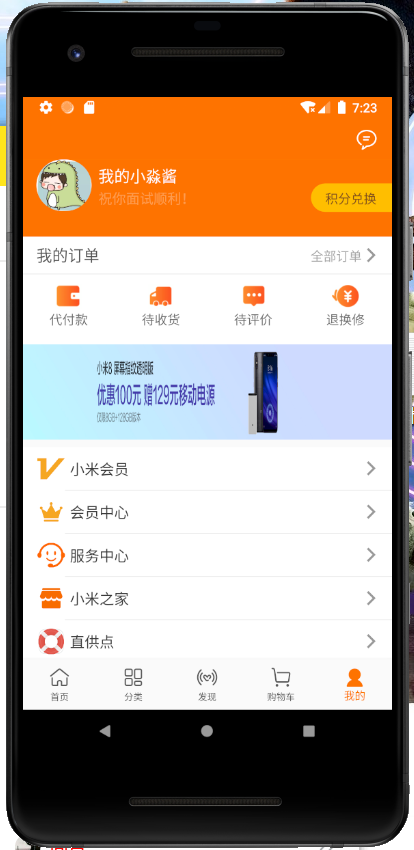 7:23
我的小淼酱
祝你面试顺利!
积分兑换
我的订单
全部订单
代付款
待收货
待评价
退换修
小米8 屏幕指纹透明版
优惠100元 赠129元移动电源
小米会员
会员中心
服务中心
小米之家
直供点
首页
分类
发现
购物车
我的